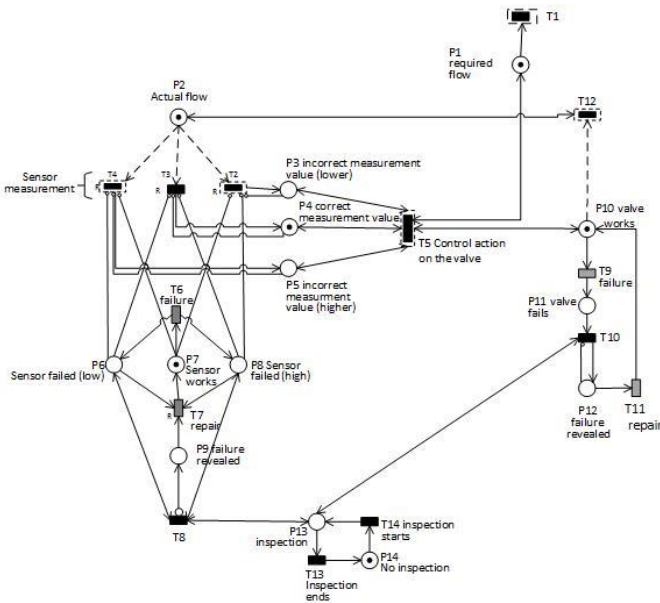 T1
P1
required
flow
P2
Actual flow
T12
Sensor
measurement
T4
R
T3
R
T2
R
P3 incorrect measurement
value (lower)
P4 correct
measurement value
T5 Control action
on the valve
P5 incorrect
measurment
value (higher)
P10 valve
works
T9
failure
P11 valve
fails
T10
T6
failure
P6
Sensor failed (low)
P7
Sensor
works
P8 Sensor
failed (high)
R
T7
repair
P12
failure
revealed
T11
repair
P9 failure
revealed
T8
P13
inspection
T14 inspection
starts
P14
No inspection
T13
Inspection
ends